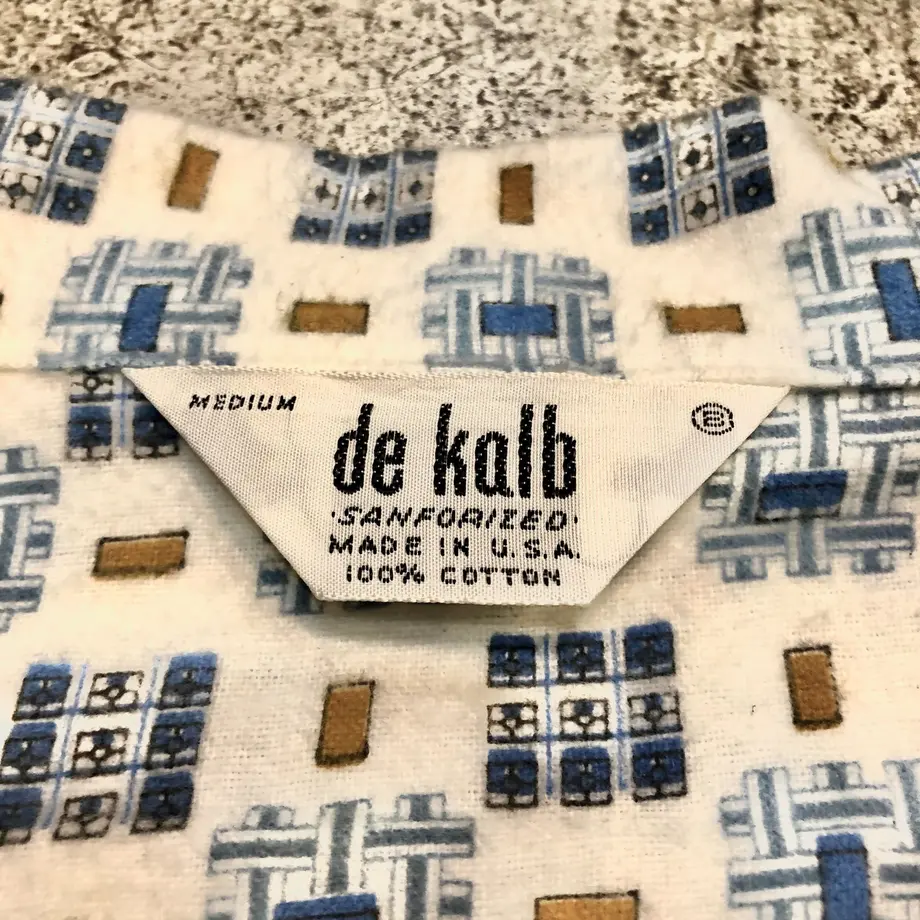 MEDIUM
de kalb
·SANFORIZED·
MADE IN U.S.A.
100% COTTON